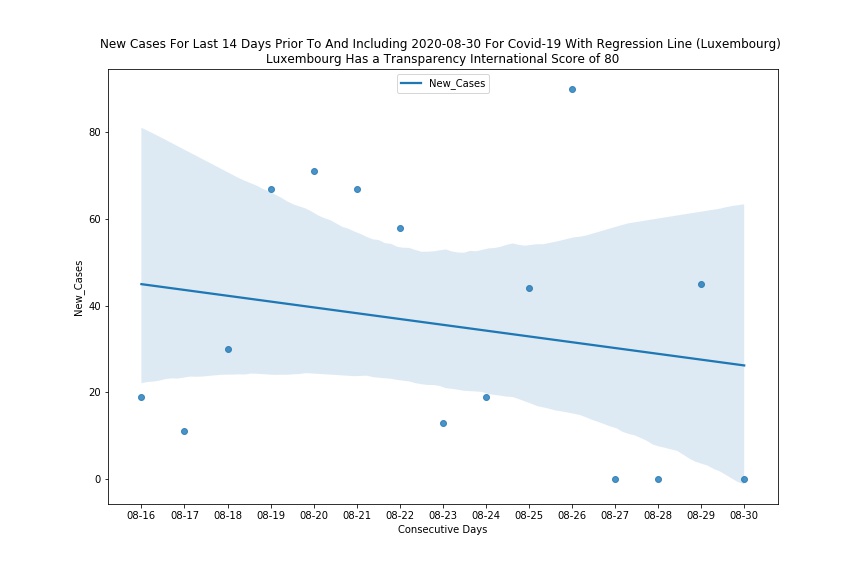 New Cases For Last 14 Days Prior To And Including 2020-08-30 For Covid-19 With Regression Line (Luxembourg)
Luxembourg Has a Transparency International Score of 80
New_Cases
New_Cases
80
60
40
20
0
08-16 08-17 08-18 08-19 08-20 08-21 08-22 08-23 08-24 08-25 08-26 08-27 08-28 08-29 08-30
Consecutive Days